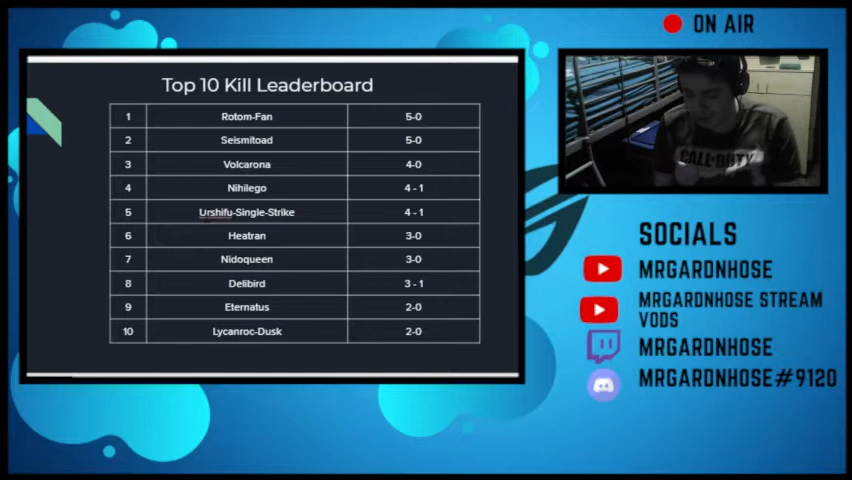 ON AIR
Top 10 Kill Leaderboard
1 Rotom-Fan 5-0
2 Seismitoad 5-0
3 Volcarona 4-0
4 Nihilego 4 - 1
5 Urshifu-Single-Strike 4 - 1
6 Heatran 3-0
7 Nidoqueen 3-0
8 Delibird 3 - 1
9 Eternatus 2-0
10 Lycanroc-Dusk 2-0
CALL OF DUTY
SOCIALS
MRGARDNHOSE
MRGARDNHOSE STREAM
VODS
MRGARDNHOSE
MRGARDNHOSE#9120